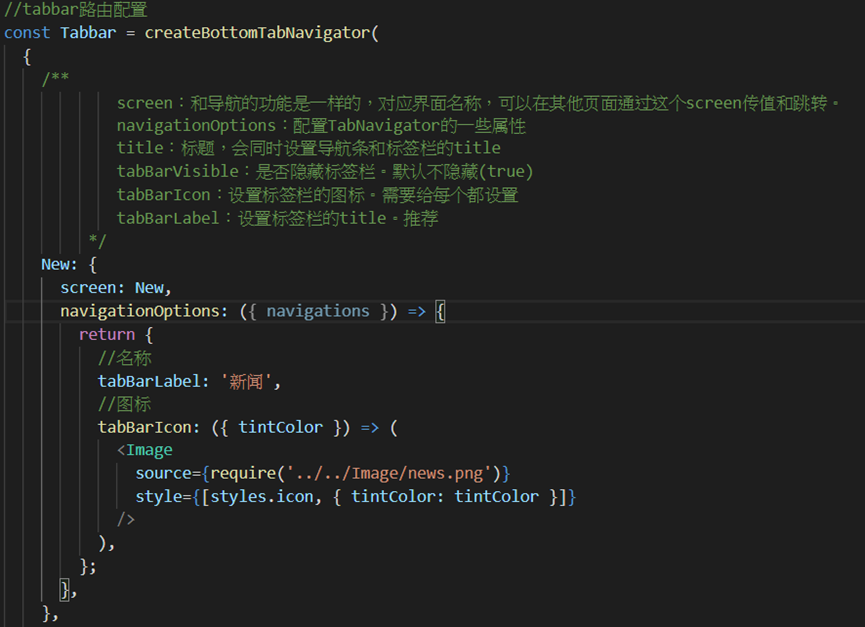 //tabbar路由配置
const Tabbar = createBottomTabNavigator(
{
/**
screen：和导航的功能是一样的，对应界面名称，可以在其他页面通过这个screen传值和跳转。
navigationOptions：配置TabNavigator的一些属性
title：标题，会同时设置导航条和标签栏的title
tabBarVisible：是否隐藏标签栏。默认不隐藏(true)
tabBarIcon：设置标签栏的图标。需要给每个都设置
tabBarLabel：设置标签栏的title。推荐
*/
New: {
screen: New,
navigationOptions: ({ navigations }) => {
return {
//名称
tabBarLabel: '新闻',
//图标
tabBarIcon: ({ tintColor }) => (
<Image
source={require('../../Image/news.png')}
style={[styles.icon, { tintColor: tintColor }]}
/>
),
};
},
},